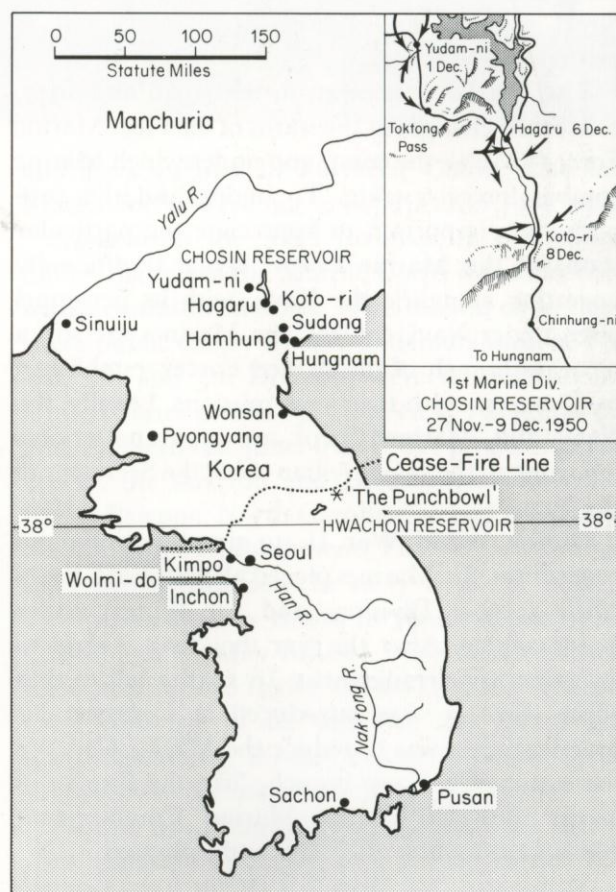 0 50 100 150
Statute Miles
Manchuria
Yalu R.
CHOSIN RESERVOIR
Yudam-ni
Hagaru
Koto-ri
Sinuiju
Sudong
Hamhung
Hungnam
Wonsan
Pyongyang
Korea
Cease-Fire Line
'The Punchbowl'
38°
HWACHON RESERVOIR
38°
Kimpo
Seoul
Wolmi-do
Inchon
Han R.
Naktong R.
Sachon
Pusan
Yudam-ni
1 Dec.
Toktong
Pass
Hagaru 6 Dec.
Koto-ri
8 Dec.
Chinhung-ni
To Hungnam
1st Marine Div.
CHOSIN RESERVOIR
27 Nov.-9 Dec. 1950